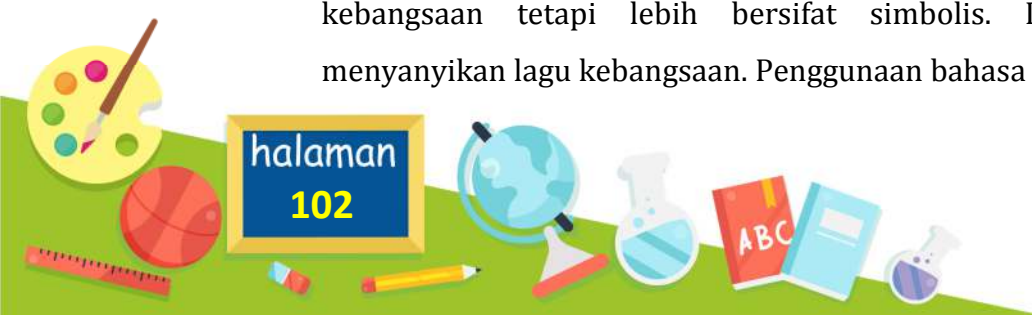 kebangsaan tetapi lebih bersifat simbolis.
menyanyikan lagu kebangsaan. Penggunaan bahasa
halaman
102
ABC